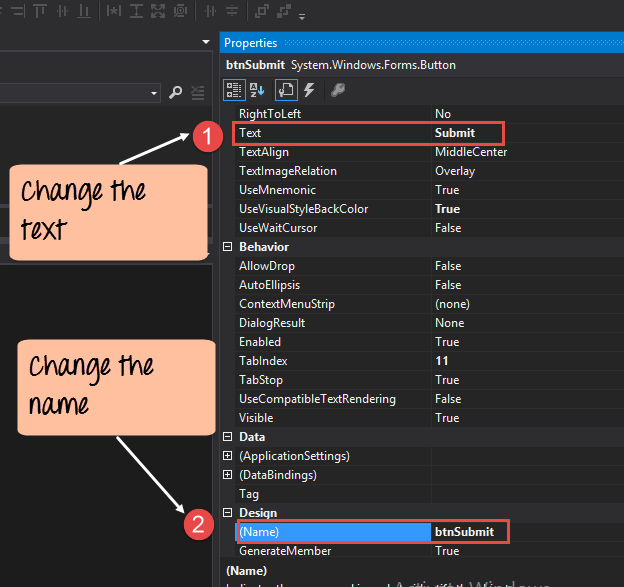 Properties
btnSubmit System.Windows.Forms.Button
RightToLeft No
Text Submit
TextAlign MiddleCenter
TextImageRelation Overlay
UseMnemonic True
UseVisualStyleBackColor True
UseWaitCursor False
Behavior
AllowDrop False
AutoEllipsis False
ContextMenuStrip (none)
DialogResult None
Enabled True
TabIndex 11
TabStop True
UseCompatibleTextRendering False
Visible True
Data
(ApplicationSettings)
(DataBindings)
Tag
Design
(Name) btnSubmit
GenerateMember True
(Name)
1
Change the
text
Change the
name
2